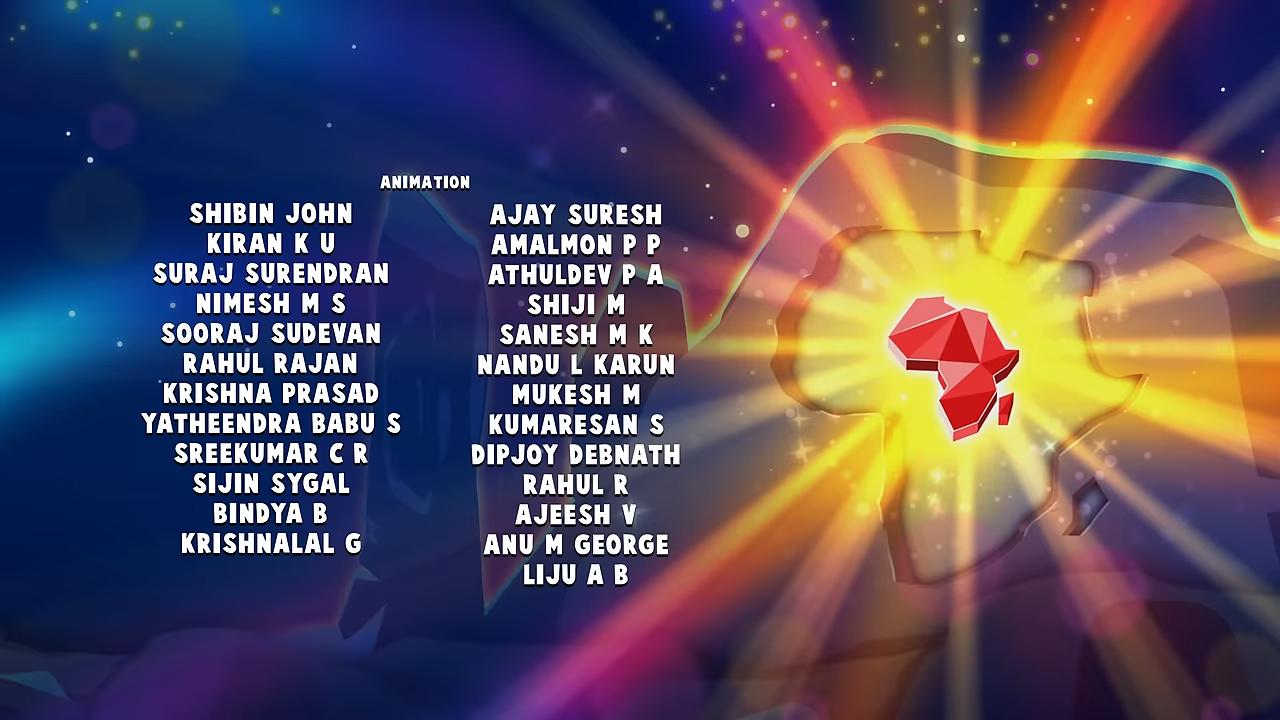 ANIMATION
SHIBIN JOHN
KIRAN K U
SURAJ SURENDRAN
NIMESH M S
SOORAJ SUDEVAN
RAHUL RAJAN
KRISHNA PRASAD
YATHEENDRA BABU S
SREEKUMAR C R
SIJIN SYGAL
BINDYA B
KRISHNALAL G
AJAY SURESH
AMALMON P P
ATHULDEV P A
SHIJI M
SANESH M K
NANDU L KARUN
MUKESH M
KUMARESAN S
DIPJOY DEBNATH
RAHUL R
AJEESH V
ANU M GEORGE
LIJU A B